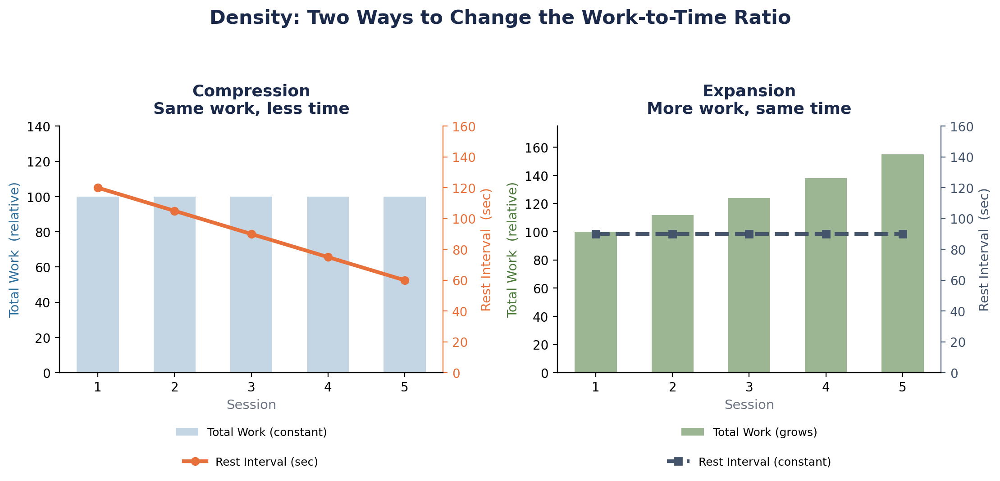 Density: Two Ways to Change the Work-to-Time Ratio
Compression
Same work, less time
140
120
100
80
60
40
20
0
Total Work (relative)
160
140
120
100
80
60
40
20
0
Rest Interval (sec)
1 2 3 4 5
Session
Total Work (constant)
Rest Interval (sec)
Expansion
More work, same time
160
140
120
100
80
60
40
20
0
Total Work (relative)
160
140
120
100
80
60
40
20
0
Rest Interval (sec)
1 2 3 4 5
Session
Total Work (grows)
Rest Interval (constant)